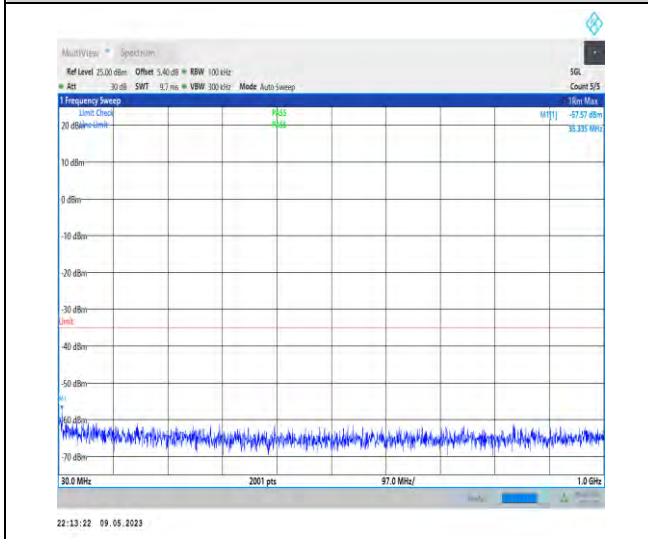 MultiView Spectrum
Ref Level 25.00 dBm Offset 5.40 dB RBW 100 kHz SGL
Att 30 dB SWT 9.7 ms VBW 300 kHz Mode Auto Sweep Count 5/5
1 Frequency Sweep 1Rm Max
Limit Check PASS M1[1] -57.57 dBm
20 dBm Line Limit PASS 35.335 MHz
10 dBm
0 dBm
-10 dBm
-20 dBm
-30 dBm
Limit
-40 dBm
-50 dBm
M1
-60 dBm
-70 dBm
30.0 MHz 2001 pts 97.0 MHz/ 1.0 GHz
22:13:22 09.05.2023